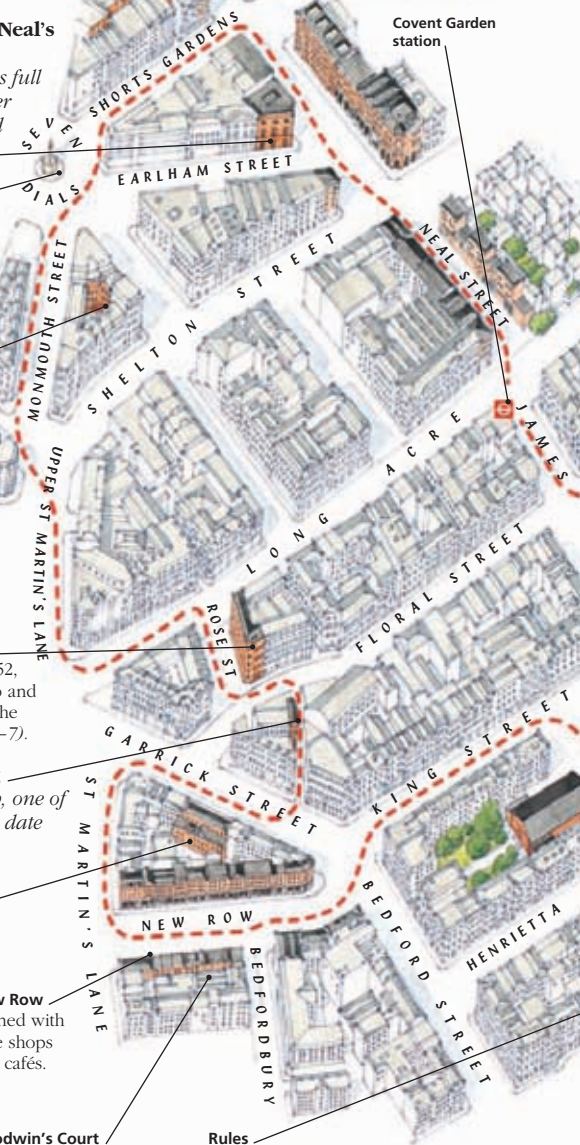 Neal's
s full
er
Covent Garden
station
SHORTS GARDENS
SEVEN
DIALS
EARLHAM STREET
NEAL STREET
MONMOUTH STREET
SHELTON STREET
JAMES
LONG ACRE
UPPER ST MARTIN'S LANE
ROSE ST
FLORAL STREET
52,
and
he
–7).
KING STREET
GARRICK STREET
, one of
date
ST MARTIN'S LANE
NEW ROW
BEDFORD STREET
HENRIETTA
BEDFORDBURY
w Row
ned with
e shops
cafés.
odwin's Court
Rules